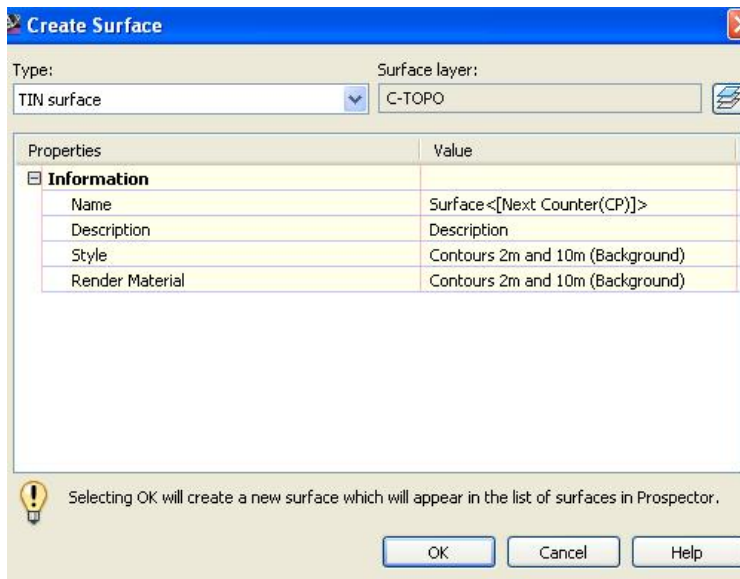 Create Surface
Type: Surface layer:
TIN surface C-TOPO
Properties Value
Information
Name Surface<[Next Counter(CP)]>
Description Description
Style Contours 2m and 10m (Background)
Render Material Contours 2m and 10m (Background)
Selecting OK will create a new surface which will appear in the list of surfaces in Prospector.
OK Cancel Help